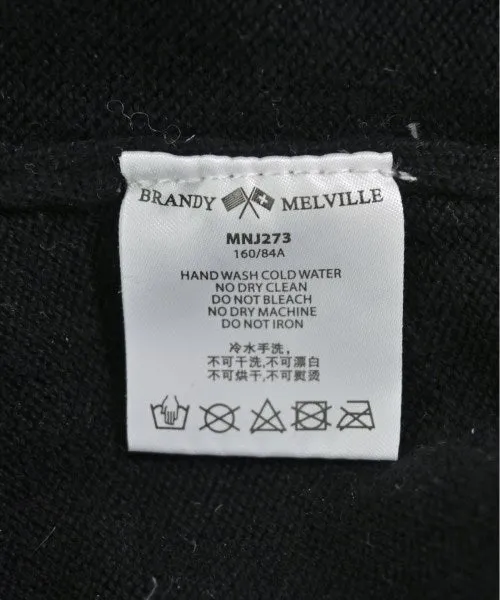 BRANDY MELVILLE
MNJ273
160/84A
HAND WASH COLD WATER
NO DRY CLEAN
DO NOT BLEACH
NO DRY MACHINE
DO NOT IRON
冷水手洗，
不可干洗,不可漂白
不可烘干,不可熨烫